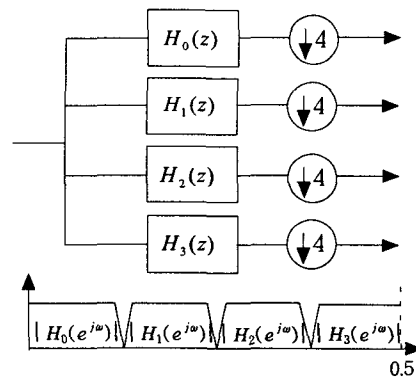 H₀(z) ↓4
H₁(z) ↓4
H₂(z) ↓4
H₃(z) ↓4
|H₀(e^{jω})| |H₁(e^{jω})| |H₂(e^{jω})| |H₃(e^{jω})|
0.5